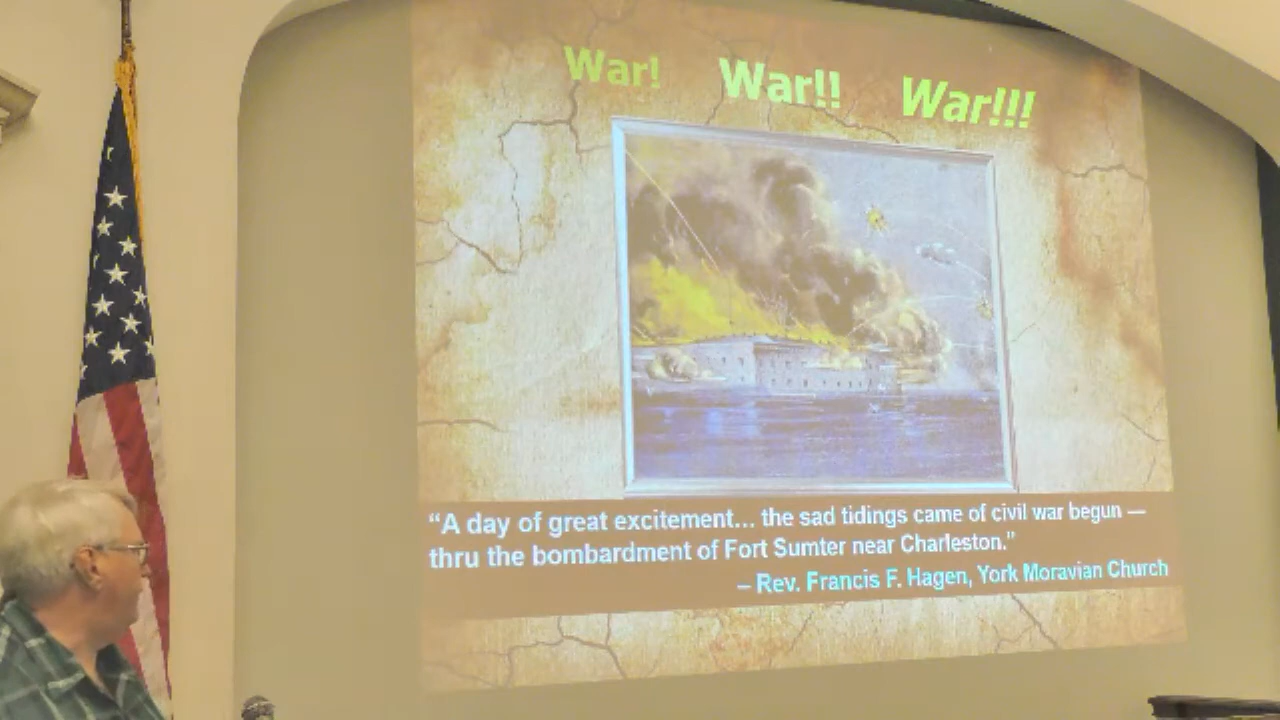 War! War!! War!!!
“A day of great excitement... the sad tidings came of civil war begun —
thru the bombardment of Fort Sumter near Charleston.”
– Rev. Francis F. Hagen, York Moravian Church